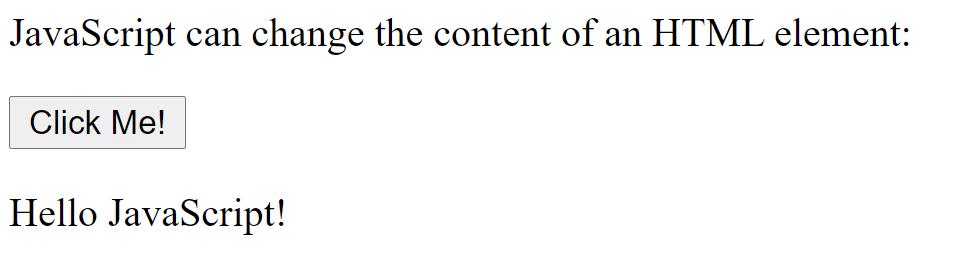 JavaScript can change the content of an HTML element:
Click Me!
Hello JavaScript!